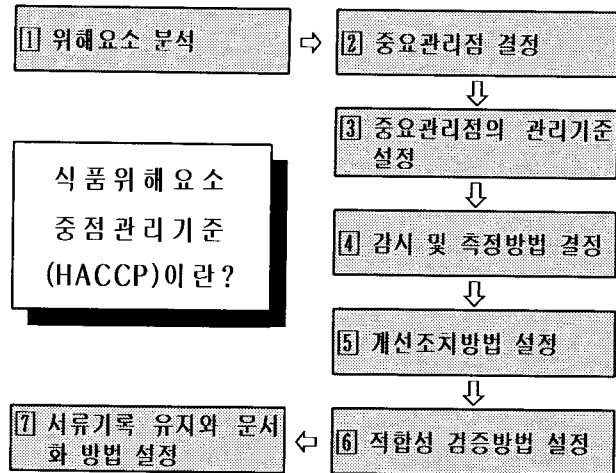 1 위해요소 분석
2 중요관리점 결정
3 중요관리점의 관리기준
설정
식품위해요소
중점관리기준
(HACCP)이란?
4 감시 및 측정방법 결정
5 개선조치방법 설정
6 적합성 검증방법 설정
7 서류기록 유지와 문서
화 방법 설정